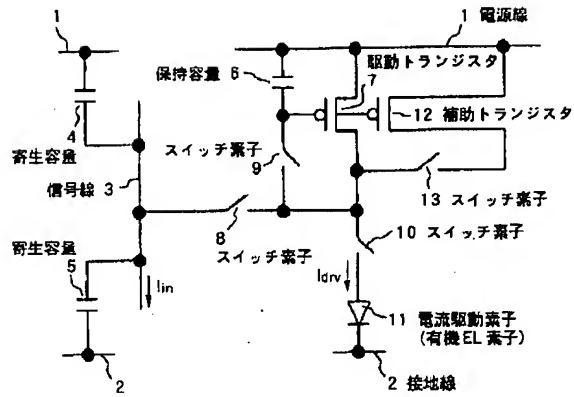 1
1 電源線
保持容量 6
駆動トランジスタ
7
12 補助トランジスタ
4
寄生容量
スイッチ素子
9
信号線 3
13 スイッチ素子
寄生容量
5
8
スイッチ素子
10 スイッチ素子
Iin
Idrv
11 電流駆動素子
(有機EL素子)
2
2 接地線